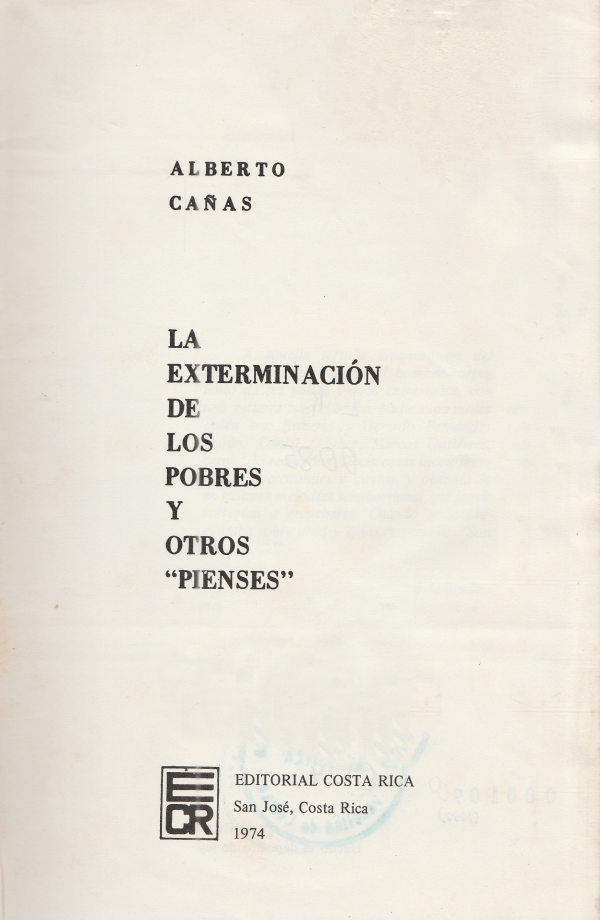 ALBERTO
CAÑAS
LA
EXTERMINACIÓN
DE
LOS
POBRES
Y
OTROS
“PIENSES”
ECR
EDITORIAL COSTA RICA
San José, Costa Rica
1974